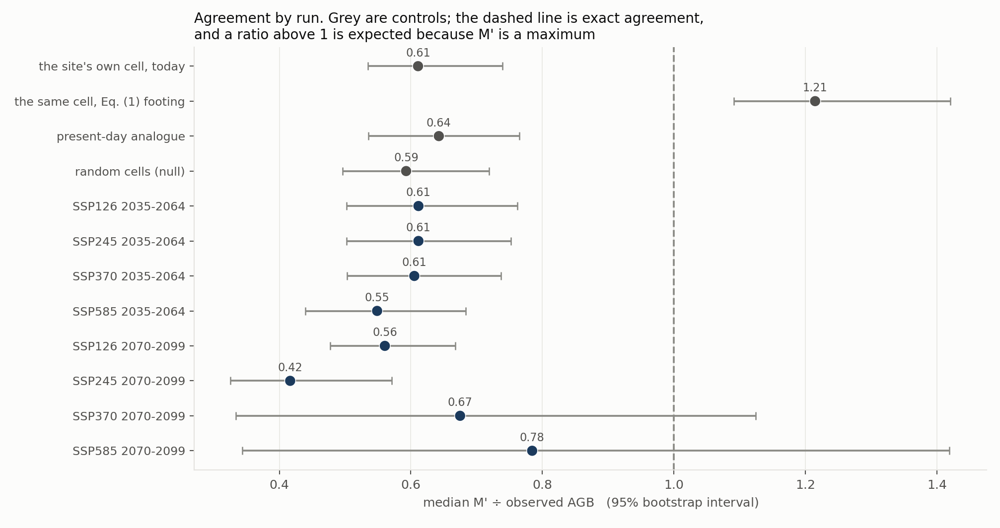 Agreement by run. Grey are controls; the dashed line is exact agreement,
and a ratio above 1 is expected because M' is a maximum
the site's own cell, today
0.61
the same cell, Eq. (1) footing
1.21
present-day analogue
0.64
random cells (null)
0.59
SSP126 2035-2064
0.61
SSP245 2035-2064
0.61
SSP370 2035-2064
0.61
SSP585 2035-2064
0.55
SSP126 2070-2099
0.56
SSP245 2070-2099
0.42
SSP370 2070-2099
0.67
SSP585 2070-2099
0.78
0.4 0.6 0.8 1.0 1.2 1.4
median M' ÷ observed AGB (95% bootstrap interval)